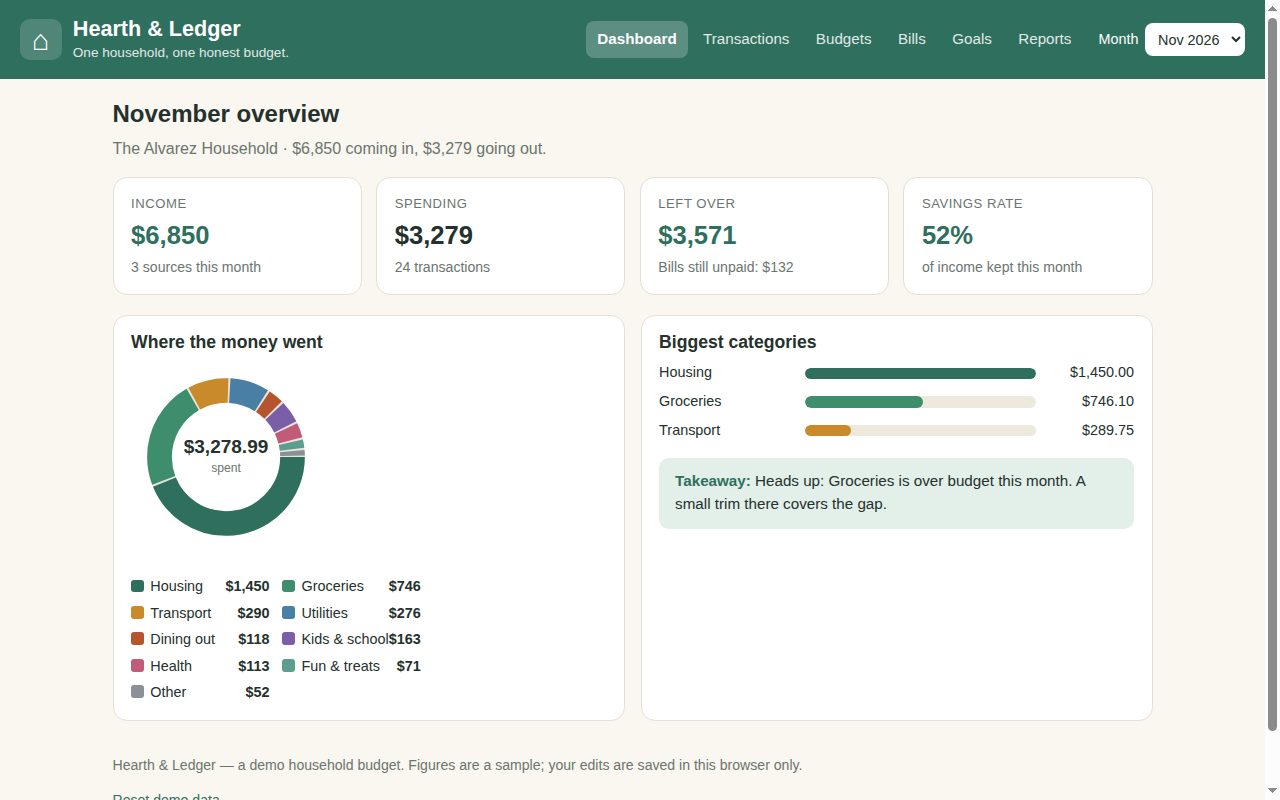 Hearth & Ledger
One household, one honest budget.
Dashboard Transactions Budgets Bills Goals Reports Month Nov 2026
November overview
The Alvarez Household · $6,850 coming in, $3,279 going out.
INCOME
$6,850
3 sources this month
SPENDING
$3,279
24 transactions
LEFT OVER
$3,571
Bills still unpaid: $132
SAVINGS RATE
52%
of income kept this month
Where the money went
$3,278.99
spent
Housing $1,450 Groceries $746
Transport $290 Utilities $276
Dining out $118 Kids & school $163
Health $113 Fun & treats $71
Other $52
Biggest categories
Housing $1,450.00
Groceries $746.10
Transport $289.75
Takeaway: Heads up: Groceries is over budget this month. A
small trim there covers the gap.
Hearth & Ledger — a demo household budget. Figures are a sample; your edits are saved in this browser only.
Reset demo data